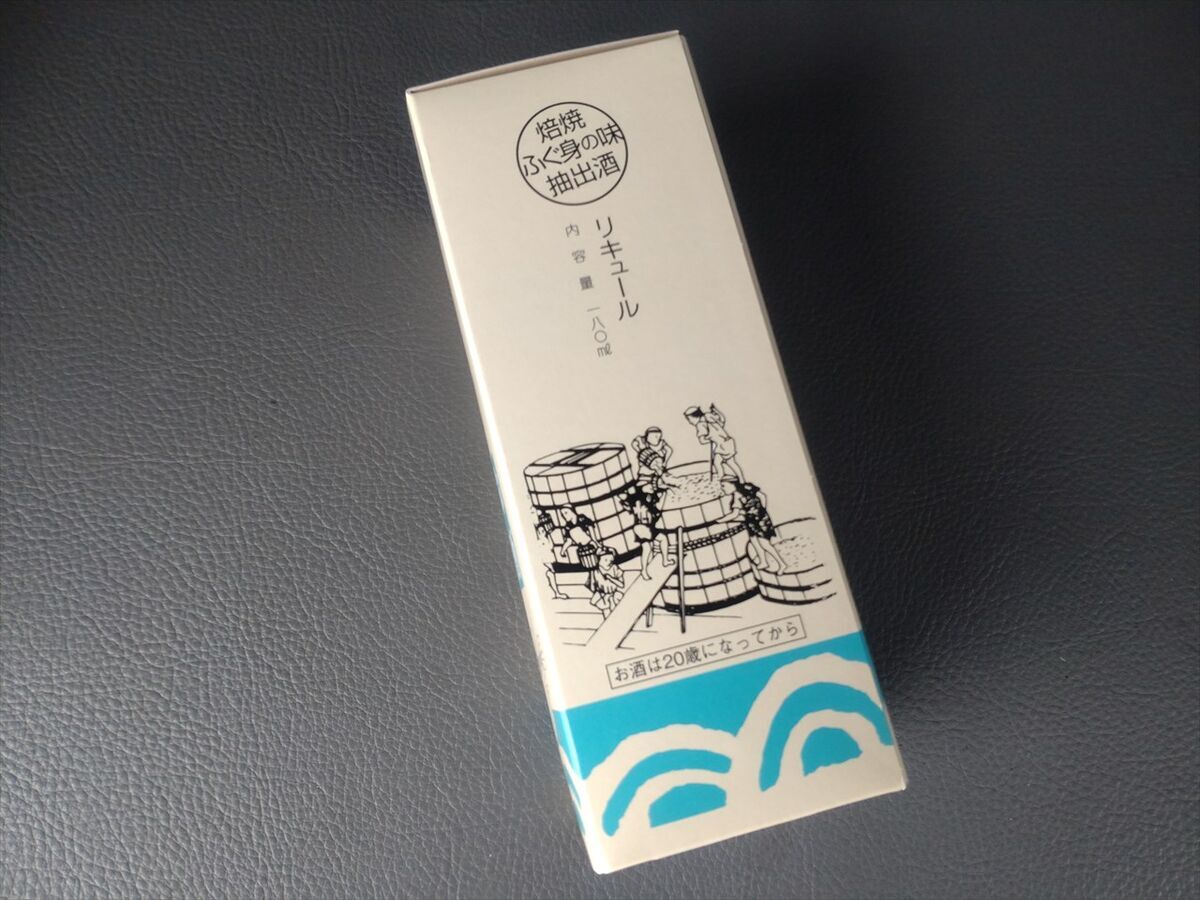 焙焼
ふぐ身の味
抽出酒
リキュール
内容量 一八〇㎖
お酒は20歳になってから